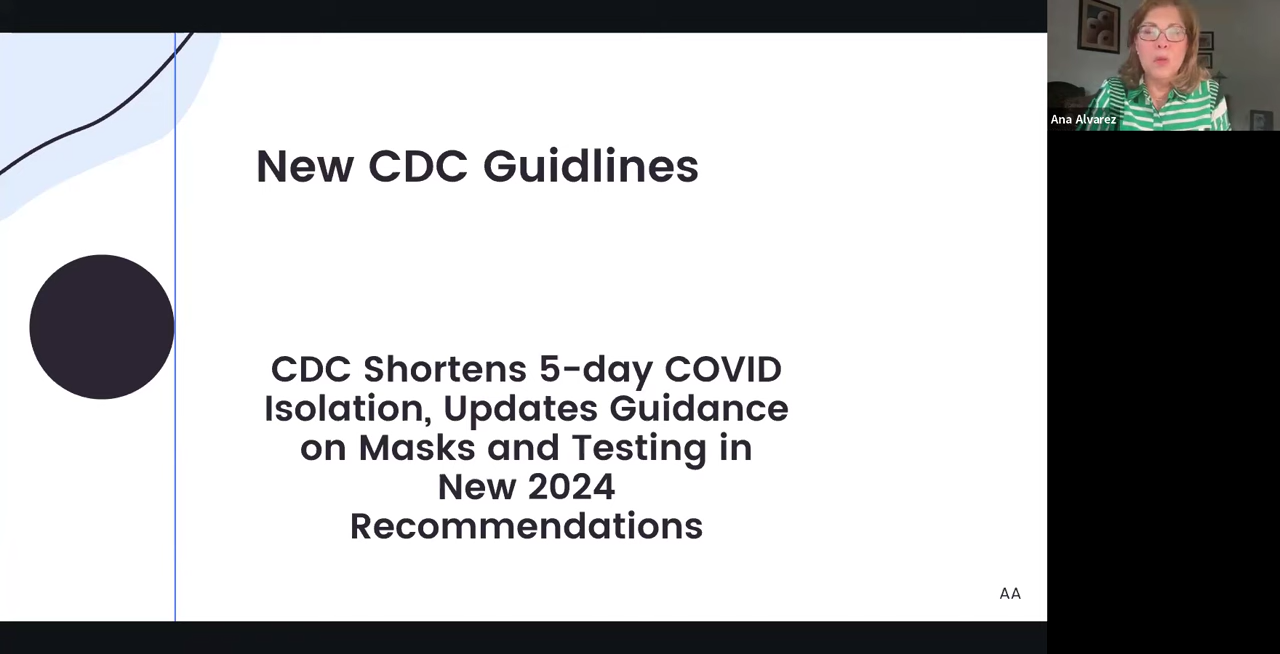 New CDC Guidlines
CDC Shortens 5-day COVID
Isolation, Updates Guidance
on Masks and Testing in
New 2024
Recommendations
AA
Ana Alvarez